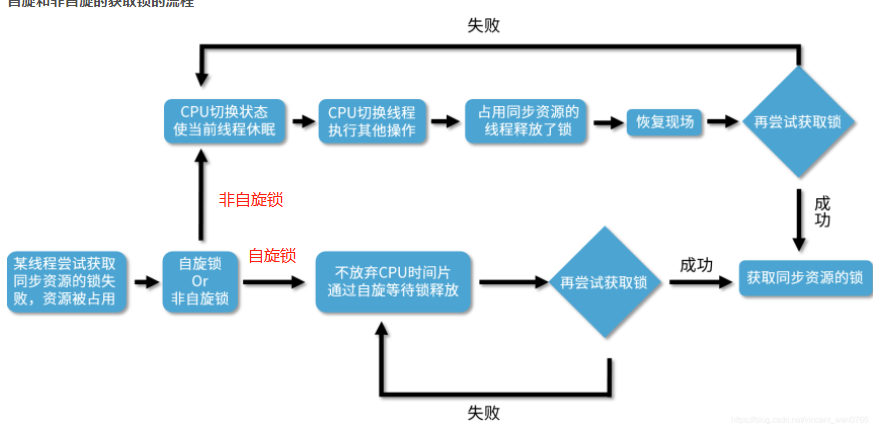 自旋和非自旋的获取锁的流程
失败
CPU切换状态
使当前线程休眠
CPU切换线程
执行其他操作
占用同步资源的
线程释放了锁
恢复现场
再尝试获取锁
非自旋锁
成功
某线程尝试获取
同步资源的锁失
败，资源被占用
自旋锁
Or
非自旋锁
自旋锁
不放弃CPU时间片
通过自旋等待锁释放
再尝试获取锁
成功
获取同步资源的锁
失败